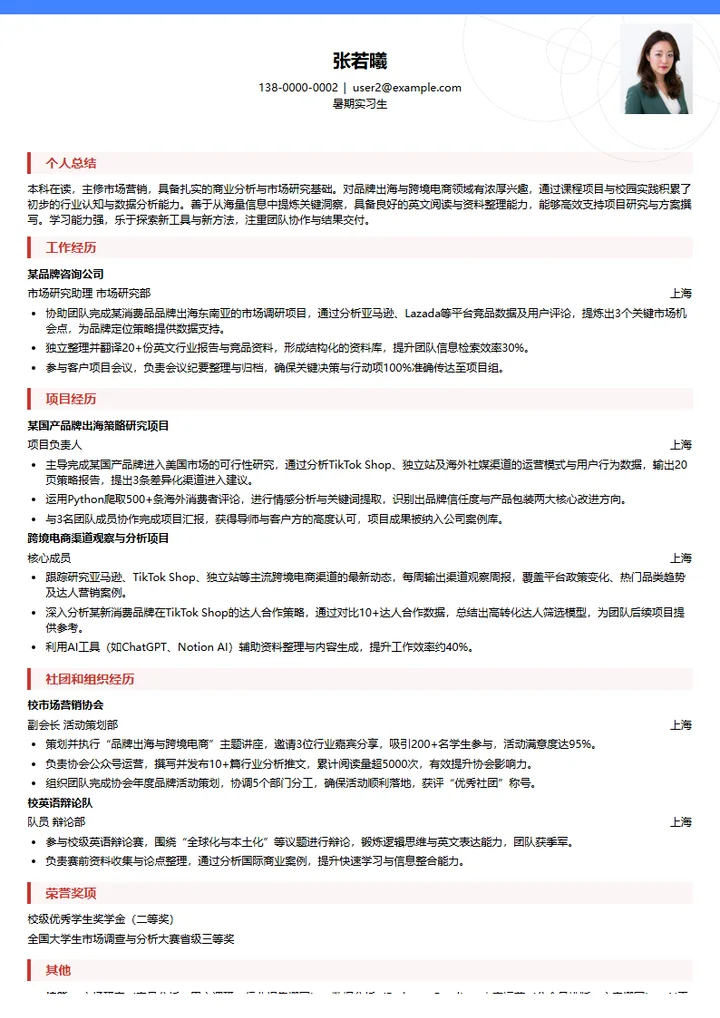 张若曦
138-0000-0002 | user2@example.com
暑期实习生
个人总结
本科在读，主修市场营销，具备扎实的商业分析与市场研究基础。对品牌出海与跨境电商领域有浓厚兴趣，通过课程项目与校园实践积累了
初步的行业认知与数据分析能力。善于从海量信息中提炼关键洞察，具备良好的英文阅读与资料整理能力，能够高效支持项目研究与方案撰
写。学习能力强，乐于探索新工具与新方法，注重团队协作与结果交付。
工作经历
某品牌咨询公司
市场研究助理 市场研究部 上海
• 协助团队完成某消费品品牌出海东南亚的市场调研项目，通过分析亚马逊、Lazada等平台竞品数据及用户评论，提炼出3个关键市场机
会点，为品牌定位策略提供数据支持。
• 独立整理并翻译20+份英文行业报告与竞品资料，形成结构化的资料库，提升团队信息检索效率30%。
• 参与客户项目会议，负责会议纪要整理与归档，确保关键决策与行动项100%准确传达至项目组。
项目经历
某国产品牌出海策略研究项目
项目负责人 上海
• 主导完成某国产品牌进入美国市场的可行性研究，通过分析TikTok Shop、独立站及海外社媒渠道的运营模式与用户行为数据，输出20
页策略报告，提出3条差异化渠道进入建议。
• 运用Python爬取500+条海外消费者评论，进行情感分析与关键词提取，识别出品牌信任度与产品包装两大核心改进方向。
• 与3名团队成员协作完成项目汇报，获得导师与客户方的高度认可，项目成果被纳入公司案例库。
跨境电商渠道观察与分析项目
核心成员 上海
• 跟踪研究亚马逊、TikTok Shop、独立站等主流跨境电商渠道的最新动态，每周输出渠道观察周报，覆盖平台政策变化、热门品类趋势
及达人营销案例。
• 深入分析某新消费品牌在TikTok Shop的达人合作策略，通过对比10+达人合作数据，总结出高转化达人筛选模型，为团队后续项目提
供参考。
• 利用AI工具（如ChatGPT、Notion AI）辅助资料整理与内容生成，提升工作效率约40%。
社团和组织经历
校市场营销协会
副会长 活动策划部 上海
• 策划并执行“品牌出海与跨境电商”主题讲座，邀请3位行业嘉宾分享，吸引200+名学生参与，活动满意度达95%。
• 负责协会公众号运营，撰写并发布10+篇行业分析推文，累计阅读量超5000次，有效提升协会影响力。
• 组织团队完成协会年度品牌活动策划，协调5个部门分工，确保活动顺利落地，获评“优秀社团”称号。
校英语辩论队
队员 辩论部 上海
• 参与校级英语辩论赛，围绕“全球化与本土化”等议题进行辩论，锻炼逻辑思维与英文表达能力，团队获季军。
• 负责赛前资料收集与论点整理，通过分析国际商业案例，提升快速学习与信息整合能力。
荣誉奖项
校级优秀学生奖学金（二等奖）
全国大学生市场调查与分析大赛省级三等奖
其他